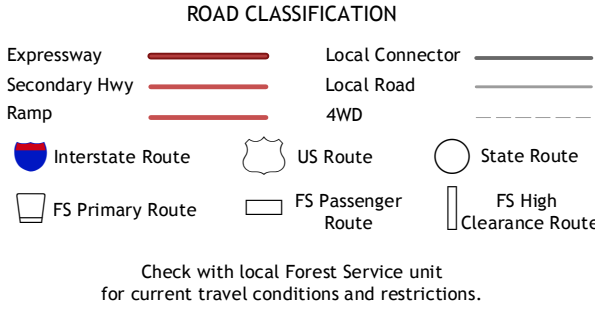 ROAD CLASSIFICATION
Expressway
Local Connector
Secondary Hwy
Local Road
Ramp
4WD
Interstate Route
US Route
State Route
FS Primary Route
FS Passenger
Route
FS High
Clearance Route
Check with local Forest Service unit
for current travel conditions and restrictions.